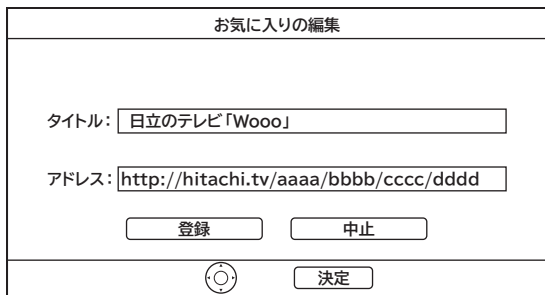 お気に入りの編集
タイトル： 日立のテレビ「Wooo」
アドレス： http://hitachi.tv/aaaa/bbbb/cccc/dddd
登録 中止
決定